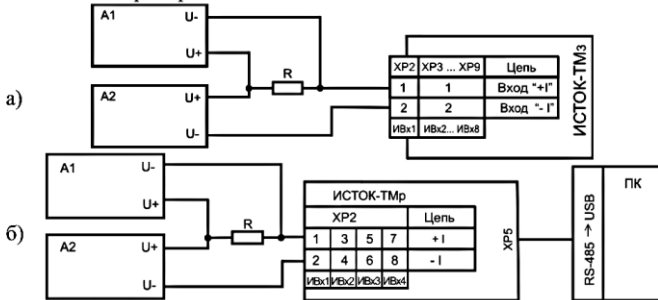 A1 U-
U+
R
A2 U+
U-
а)
XP2 XP3 ... XP9 Цепь
1 1 Вход “+I”
2 2 Вход “- I”
ИВх1 ИВх2... ИВх8
ИСТОК-ТМз
A1 U-
U+
R
A2 U+
U-
б)
ИСТОК-ТМр
XP2 Цепь
1 3 5 7 + I
2 4 6 8 - I
ИВх1 ИВх2 ИВх3 ИВх4
XP5
RS-485 → USB
ПК